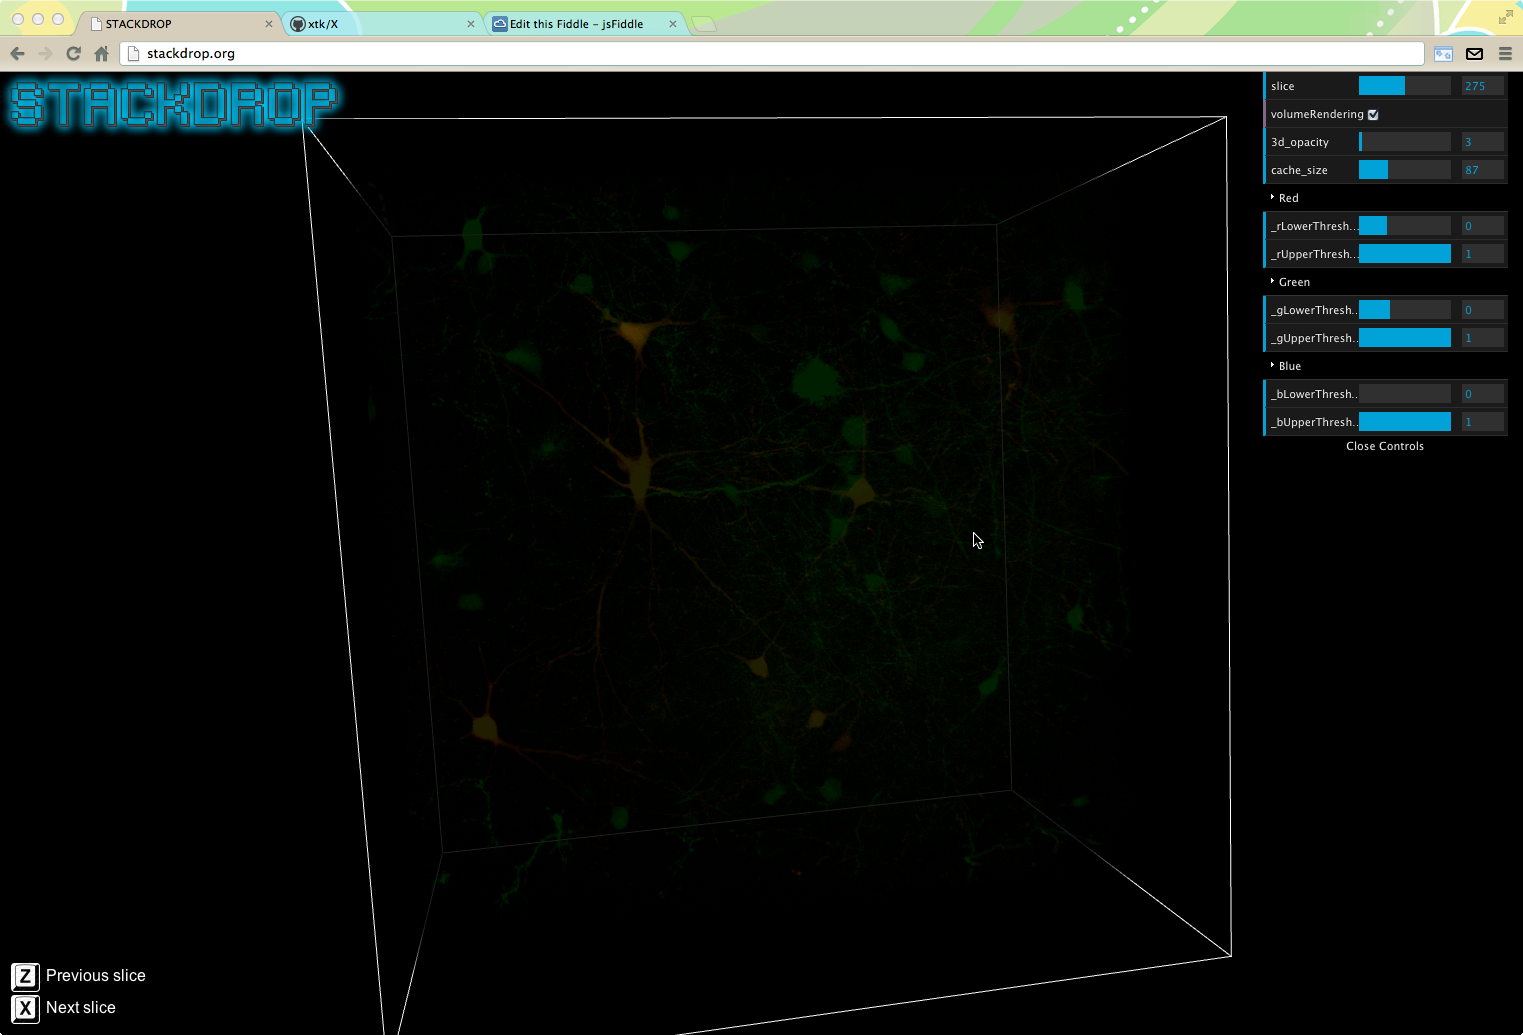 STACKDROP
xtk/X
Edit this Fiddle - jsFiddle
stackdrop.org
STACKDROP
slice 275
volumeRendering
3d_opacity 3
cache_size 87
Red
_rLowerThresh... 0
_rUpperThresh... 1
Green
_gLowerThresh.. 0
_gUpperThresh.. 1
Blue
_bLowerThresh.. 0
_bUpperThresh.. 1
Close Controls
Z Previous slice
X Next slice